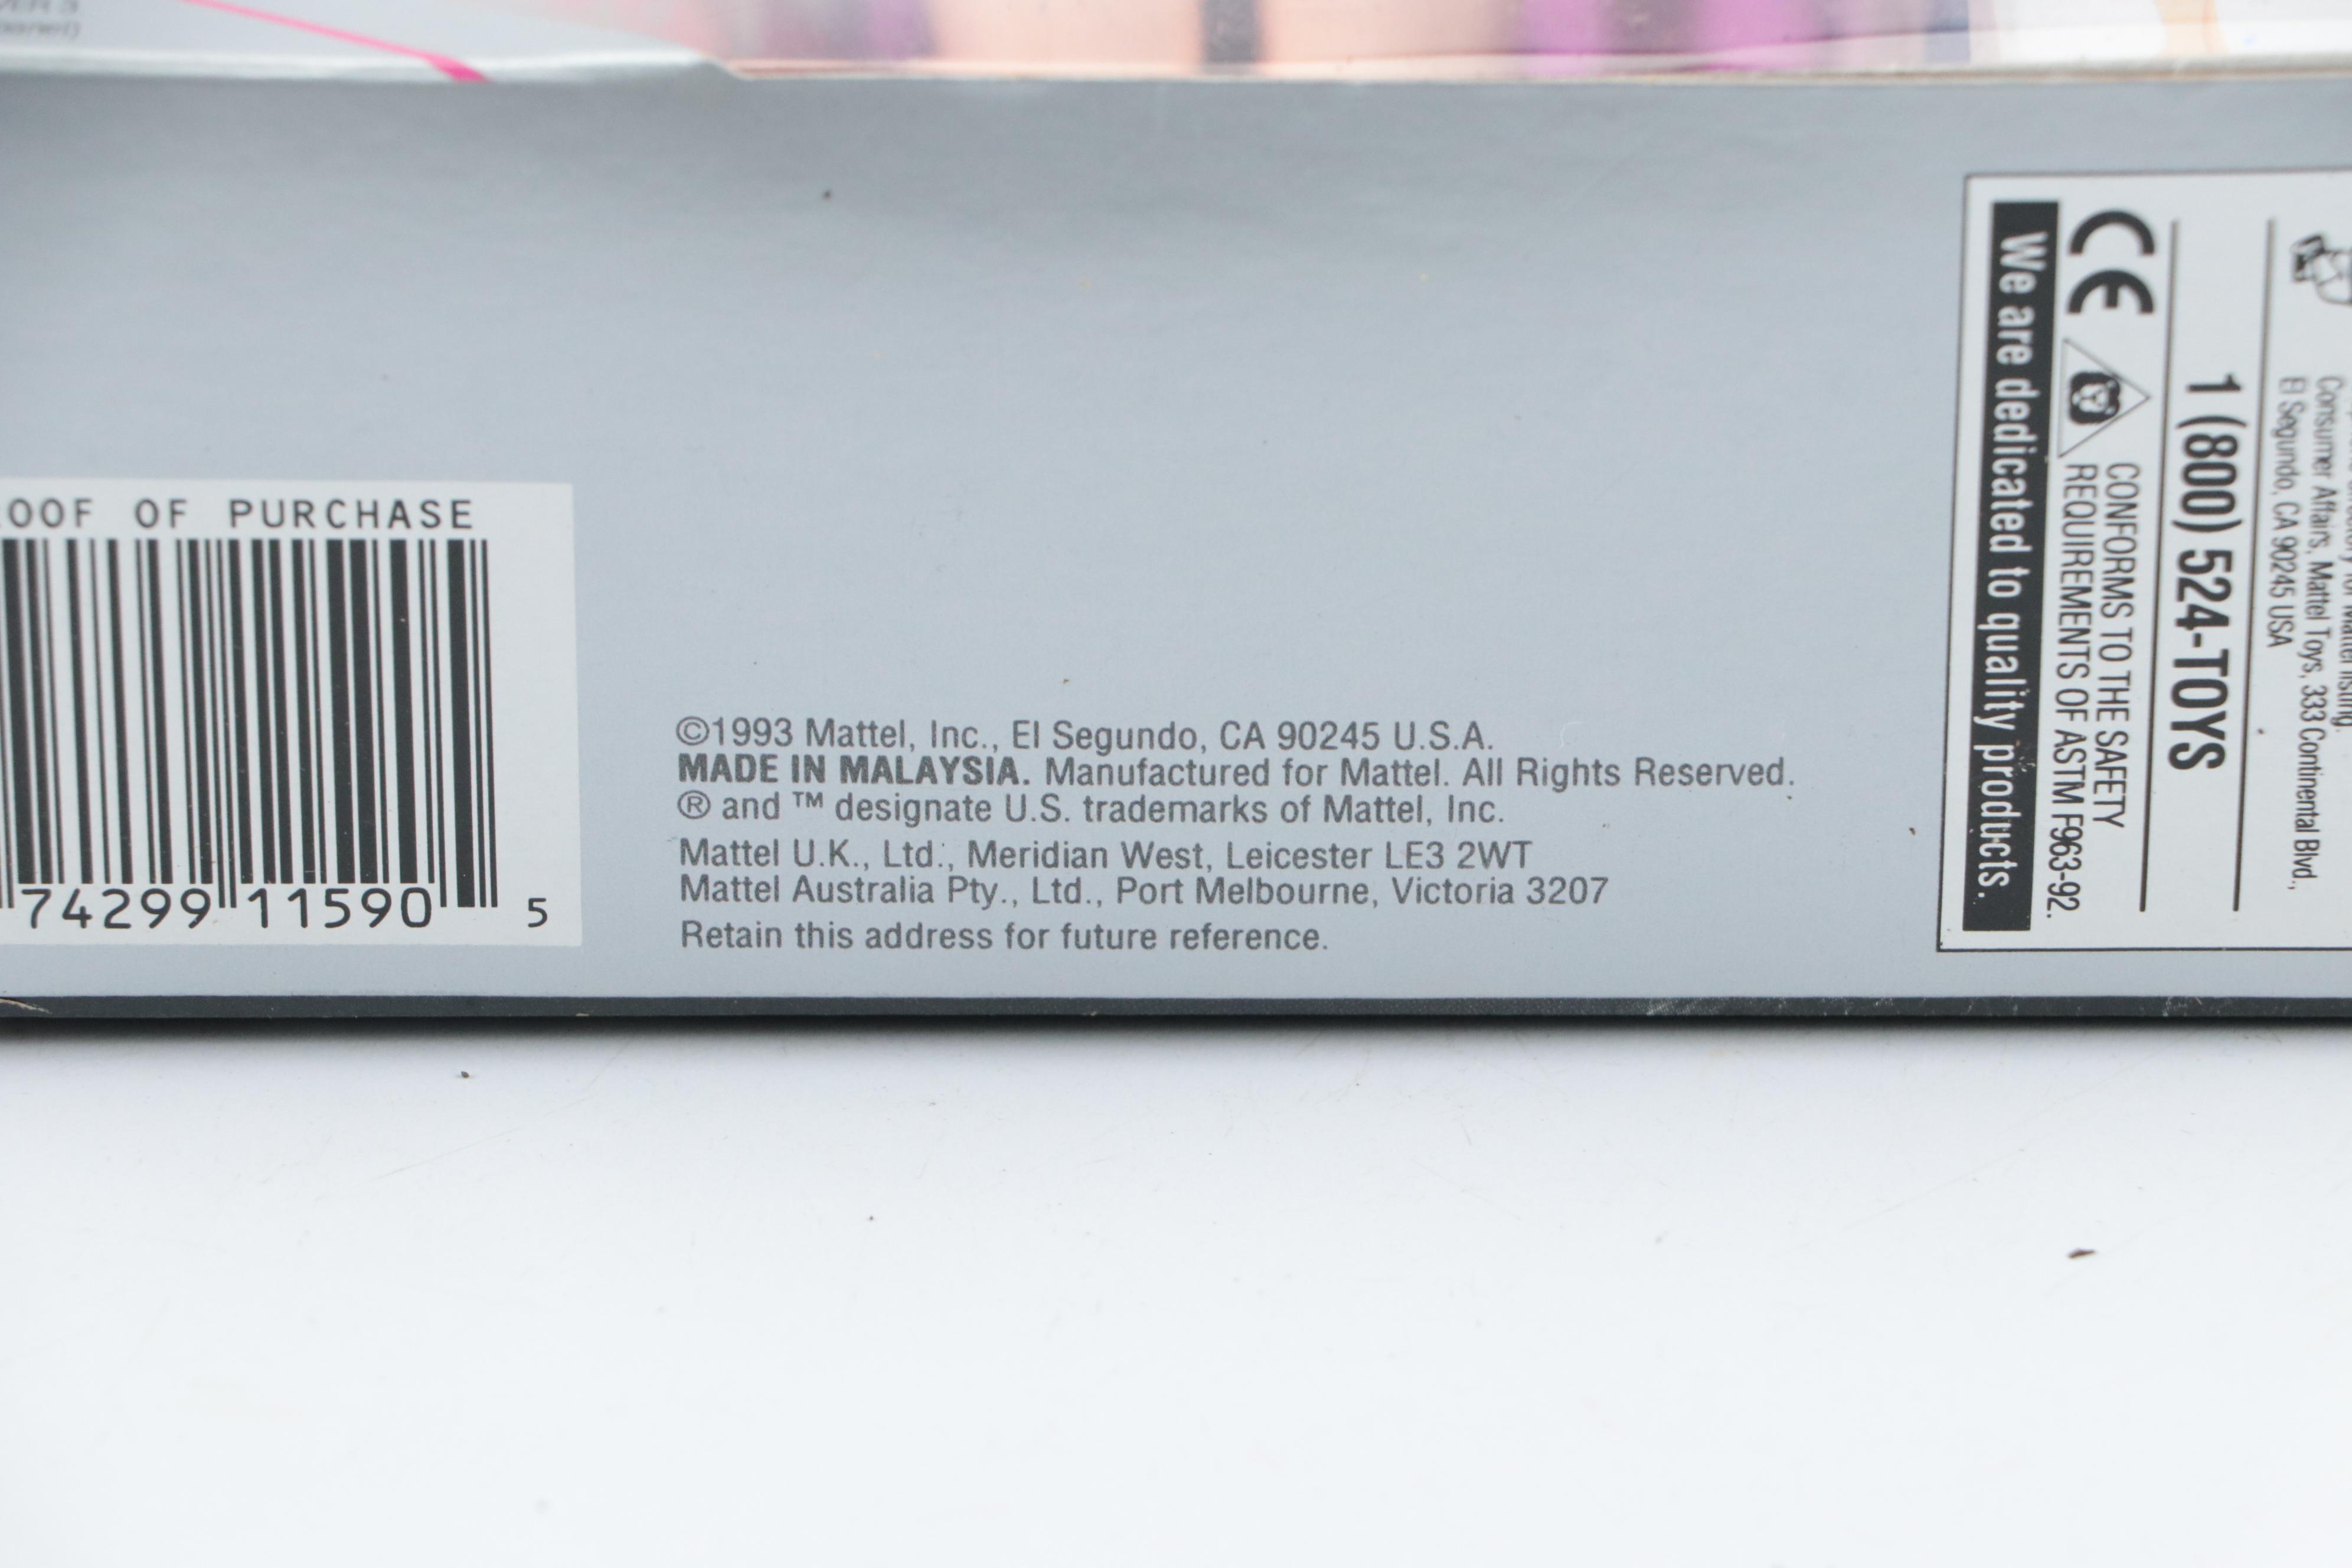 OF PURCHASE
74299 11590 5
©1993 Mattel, Inc., El Segundo, CA 90245 U.S.A.
MADE IN MALAYSIA. Manufactured for Mattel. All Rights Reserved.
® and ™ designate U.S. trademarks of Mattel, Inc.
Mattel U.K., Ltd., Meridian West, Leicester LE3 2WT
Mattel Australia Pty., Ltd., Port Melbourne, Victoria 3207
Retain this address for future reference.
Consumer Affairs, Mattel Toys, 333 Continental Blvd.,
El Segundo, CA 90245 USA
1 (800) 524-TOYS
CE CONFORMS TO THE SAFETY
REQUIREMENTS OF ASTM F963-92.
We are dedicated to quality products.